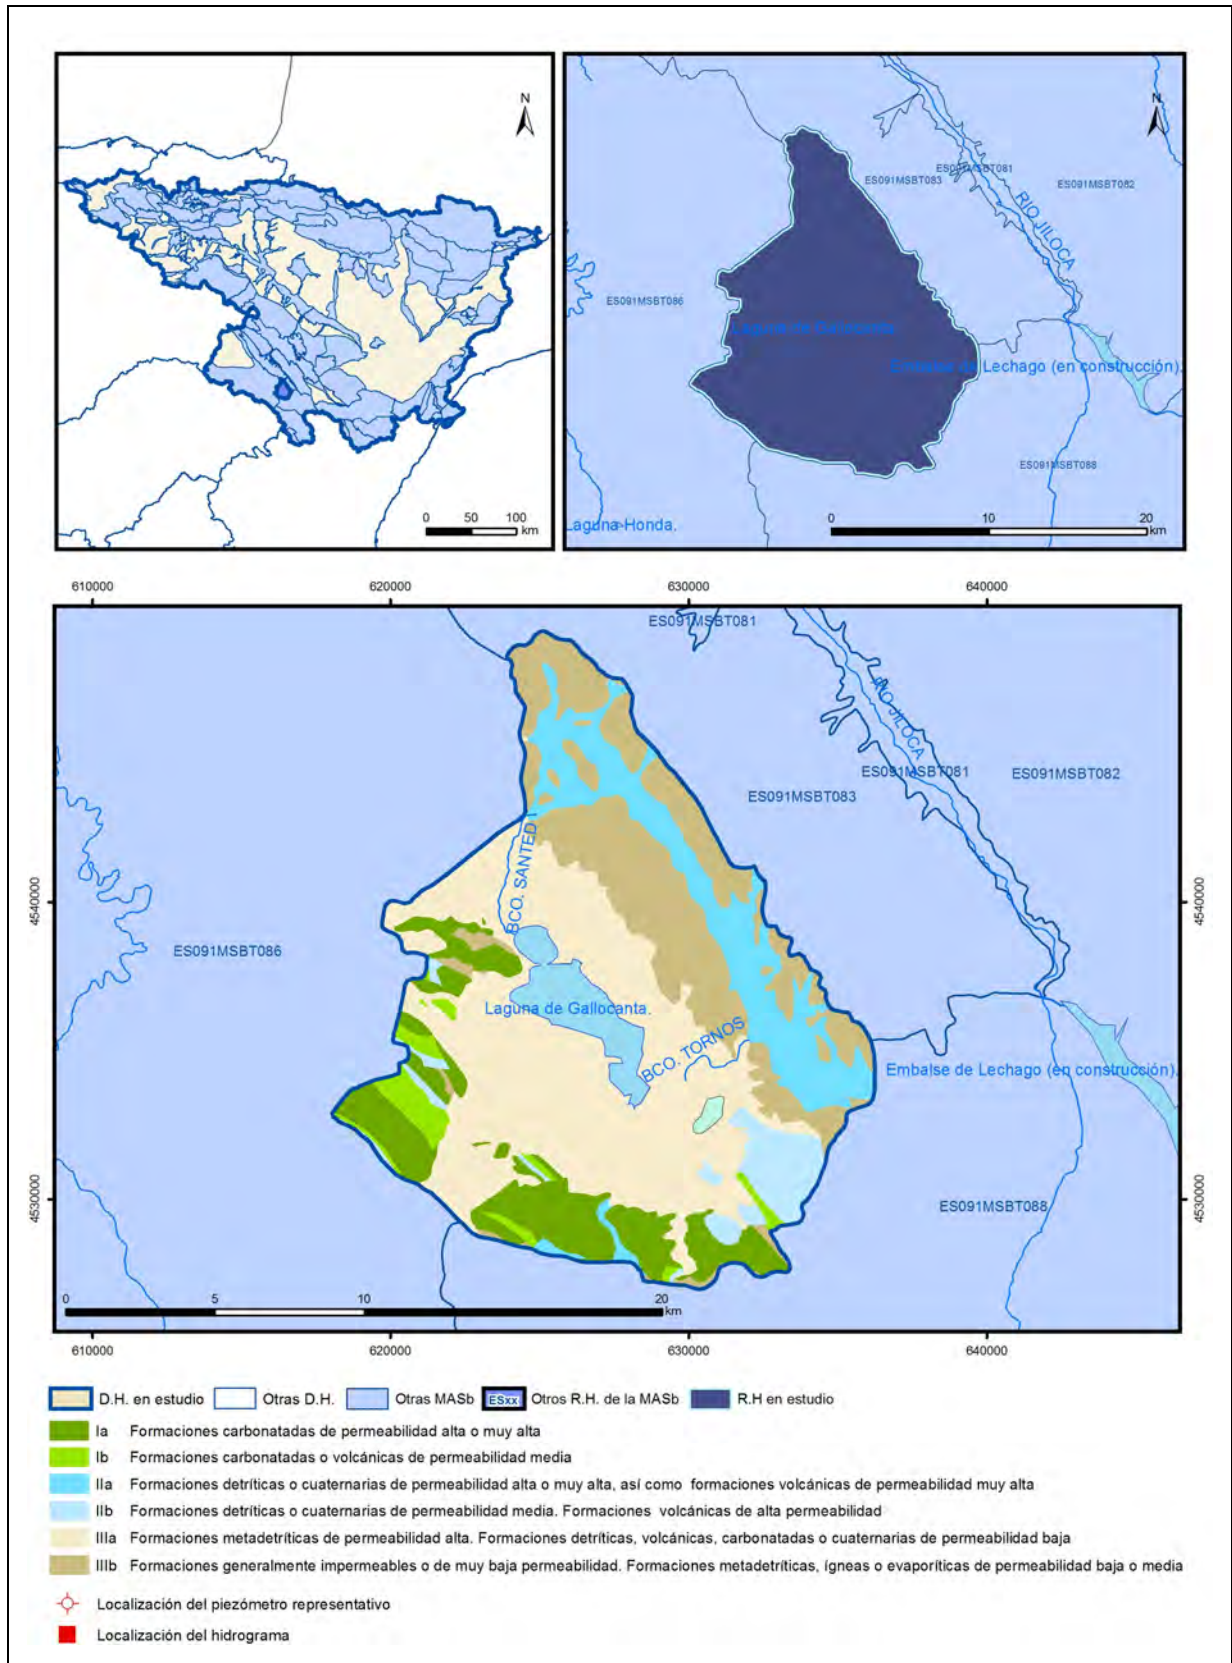 N
0 50 100
km
N
ES091MSBT083
ES091MSBT081
ES091MSBT082
RIO JILOCA
ES091MSBT086
Laguna de Gallocanta.
Embalse de Lechago (en construcción).
ES091MSBT088
Laguna Honda.
0 10 20
km
610000 620000 630000 640000
ES091MSBT081
RIO JILOCA
ES091MSBT081
ES091MSBT082
ES091MSBT083
BCO. SANTED I
4540000
4540000
ES091MSBT086
Laguna de Gallocanta.
BCO. TORNOS
Embalse de Lechago (en construcción).
4530000
ES091MSBT088
4530000
0 5 10 20
km
610000 620000 630000 640000
D.H. en estudio
Otras D.H.
Otras MASb
ESxx
Otros R.H. de la MASb
R.H en estudio
Ia Formaciones carbonatadas de permeabilidad alta o muy alta
Ib Formaciones carbonatadas o volcánicas de permeabilidad media
IIa Formaciones detríticas o cuaternarias de permeabilidad alta o muy alta, así como formaciones volcánicas de permeabilidad muy alta
IIb Formaciones detríticas o cuaternarias de permeabilidad media. Formaciones volcánicas de alta permeabilidad
IIIa Formaciones metadetríticas de permeabilidad alta. Formaciones detríticas, volcánicas, carbonatadas o cuaternarias de permeabilidad baja
IIIb Formaciones generalmente impermeables o de muy baja permeabilidad. Formaciones metadetríticas, ígneas o evaporíticas de permeabilidad baja o media
Localización del piezómetro representativo
Localización del hidrograma